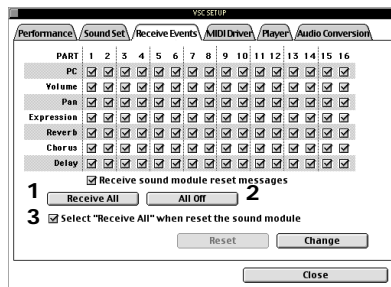 VSC SETUP
Performance Sound Set Receive Events MIDI Driver Player Audio Conversion
PART 1 2 3 4 5 6 7 8 9 10 11 12 13 14 15 16
PC
Volume
Pan
Expression
Reverb
Chorus
Delay
Receive sound module reset messages
1 Receive All All Off 2
3 Select "Receive All" when reset the sound module
Reset Change
Close